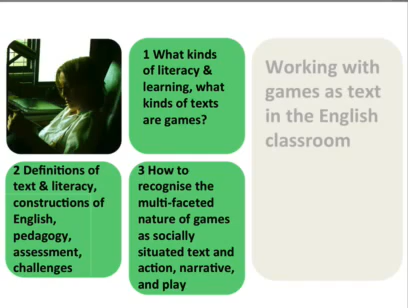 1 What kinds
of literacy &
learning, what
kinds of texts
are games?
Working with
games as text
in the English
classroom
2 Definitions of
text & literacy,
constructions of
English,
pedagogy,
assessment,
challenges
3 How to
recognise the
multi-faceted
nature of games
as socially
situated text and
action, narrative,
and play